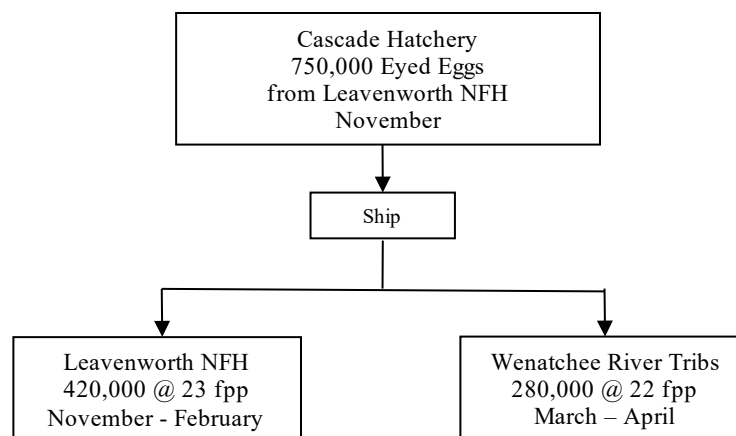 Cascade Hatchery
750,000 Eyed Eggs
from Leavenworth NFH
November
Ship
Leavenworth NFH
420,000 @ 23 fpp
November - February
Wenatchee River Tribs
280,000 @ 22 fpp
March – April